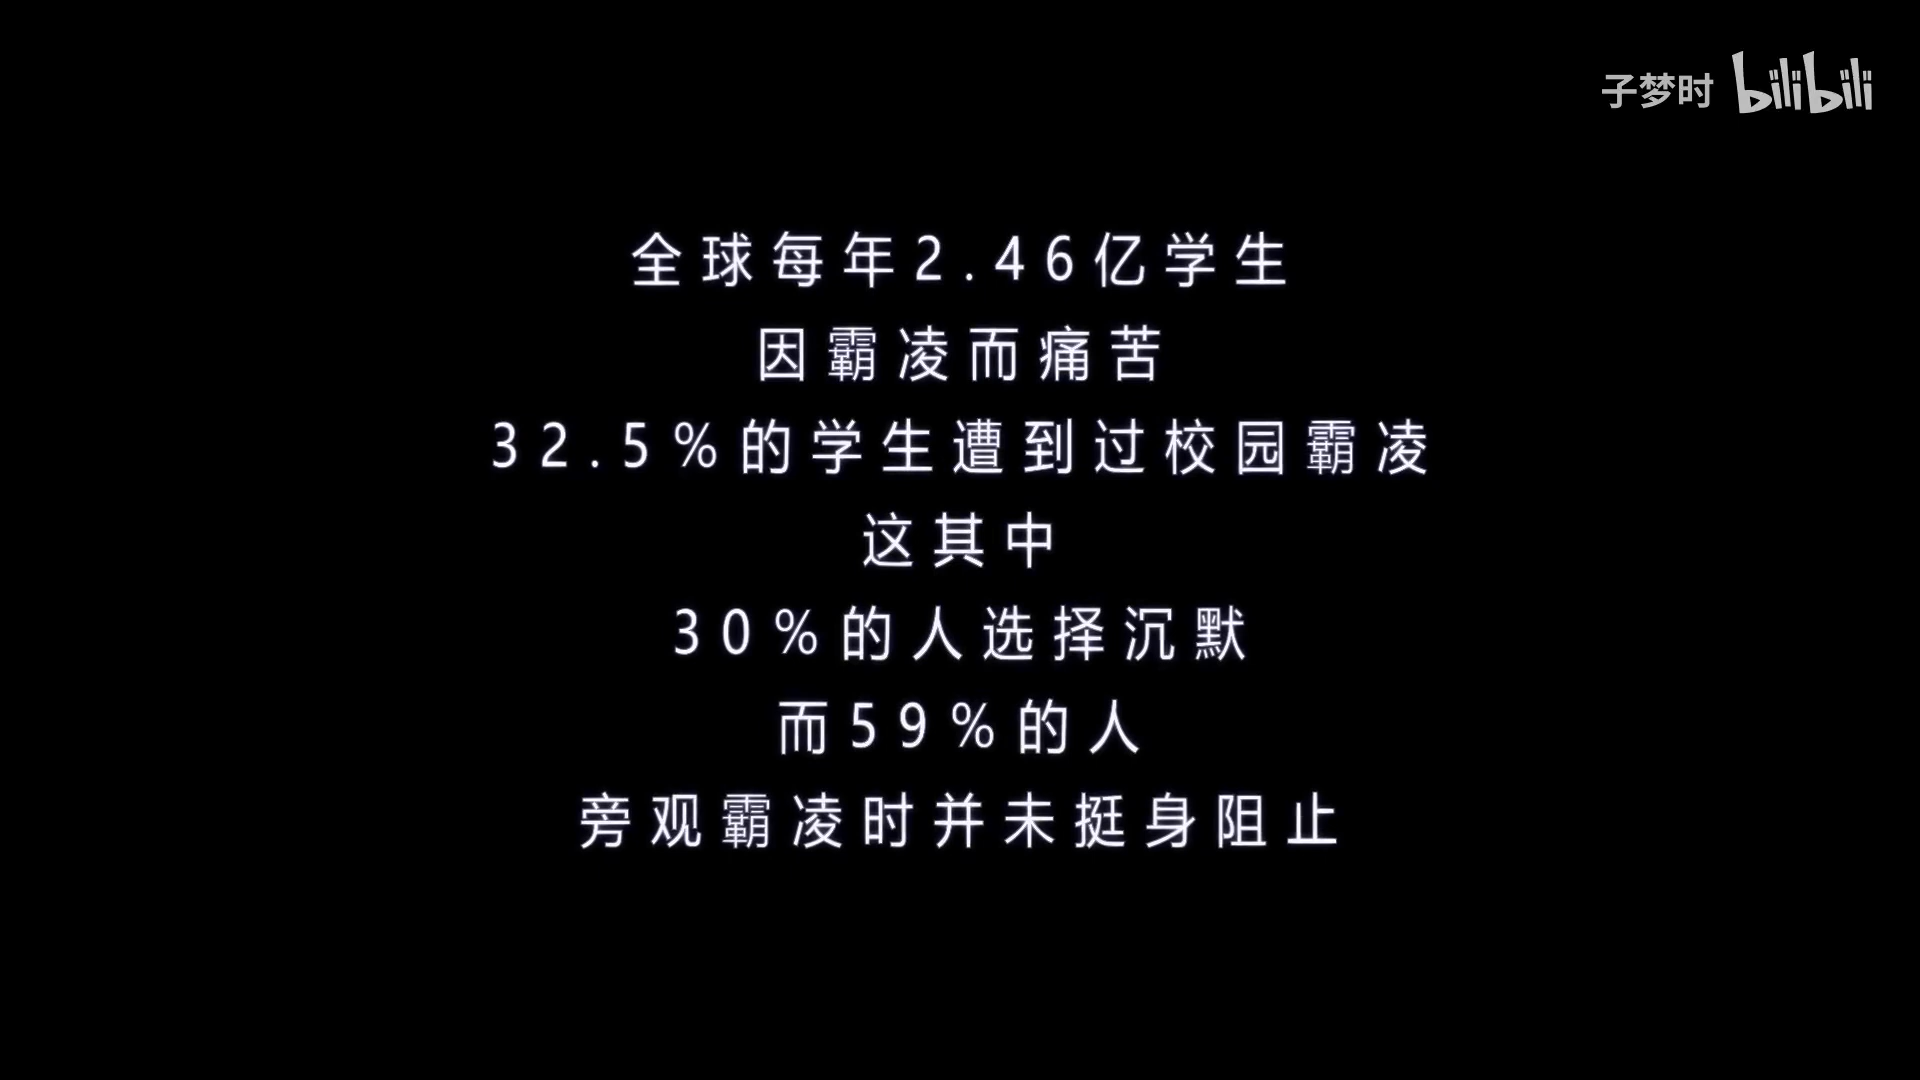 子梦时 bilibili
全球每年2.46亿学生
因霸凌而痛苦
32.5%的学生遭到过校园霸凌
这其中
30%的人选择沉默
而59%的人
旁观霸凌时并未挺身阻止